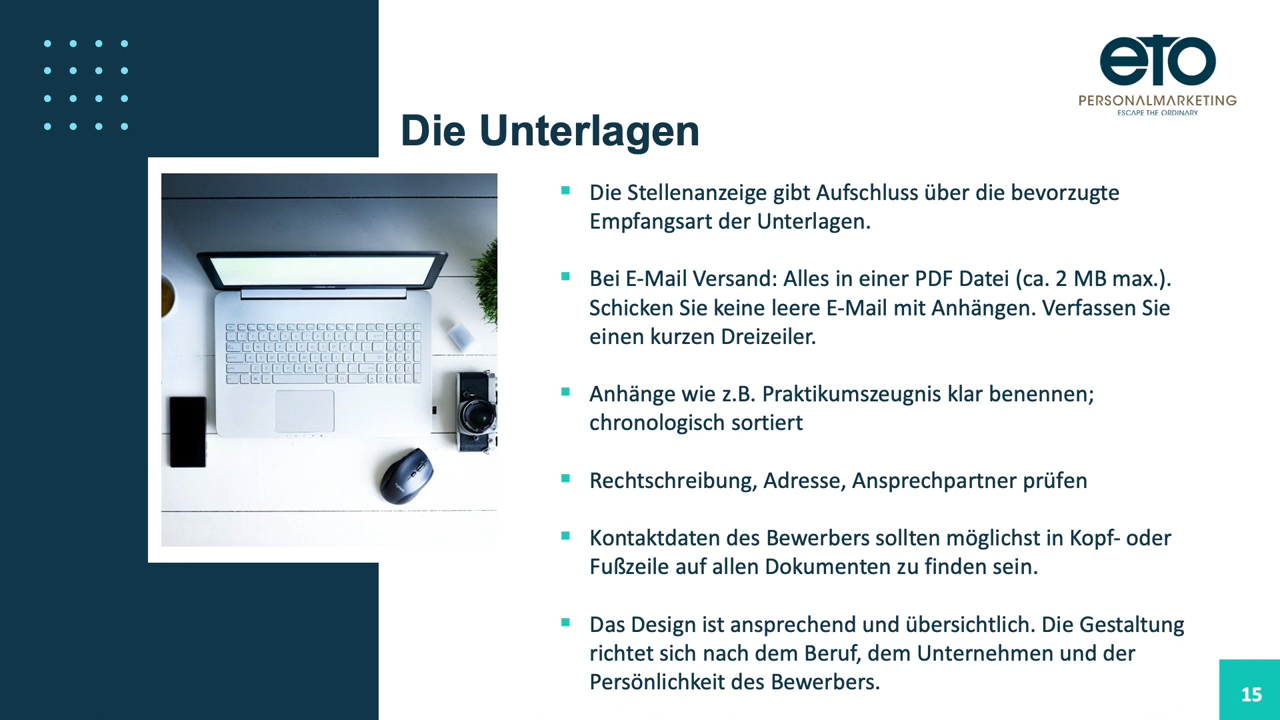 eTO
PERSONALMARKETING
ESCAPE THE ORDINARY
Die Unterlagen
▪ Die Stellenanzeige gibt Aufschluss über die bevorzugte
Empfangsart der Unterlagen.
▪ Bei E-Mail Versand: Alles in einer PDF Datei (ca. 2 MB max.).
Schicken Sie keine leere E-Mail mit Anhängen. Verfassen Sie
einen kurzen Dreizeiler.
▪ Anhänge wie z.B. Praktikumszeugnis klar benennen;
chronologisch sortiert
▪ Rechtschreibung, Adresse, Ansprechpartner prüfen
▪ Kontaktdaten des Bewerbers sollten möglichst in Kopf- oder
Fußzeile auf allen Dokumenten zu finden sein.
▪ Das Design ist ansprechend und übersichtlich. Die Gestaltung
richtet sich nach dem Beruf, dem Unternehmen und der
Persönlichkeit des Bewerbers.
15